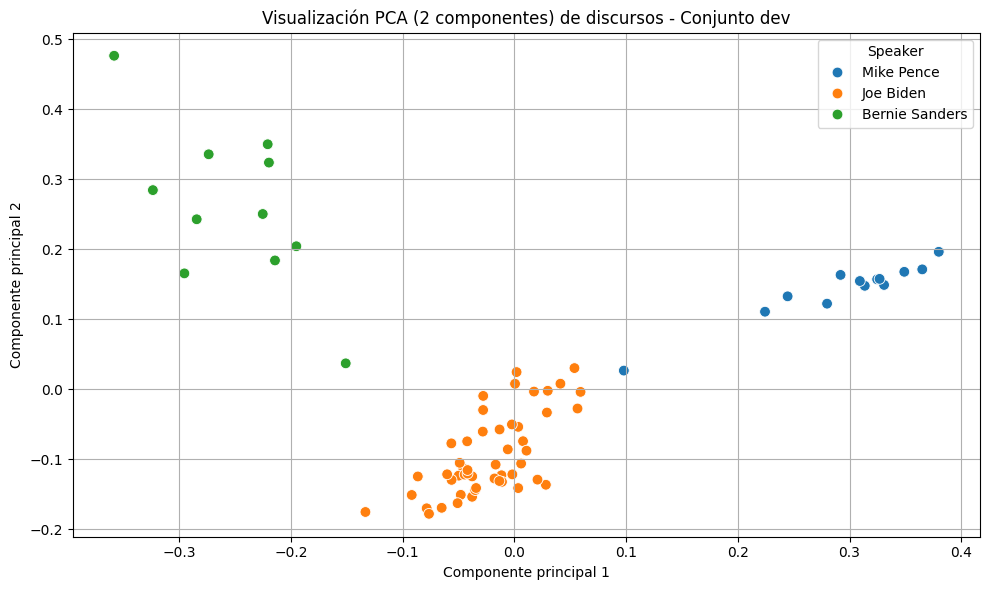 Visualización PCA (2 componentes) de discursos - Conjunto dev
Speaker
Mike Pence
Joe Biden
Bernie Sanders
Componente principal 2
0.5
0.4
0.3
0.2
0.1
0.0
−0.1
−0.2
−0.3 −0.2 −0.1 0.0 0.1 0.2 0.3 0.4
Componente principal 1